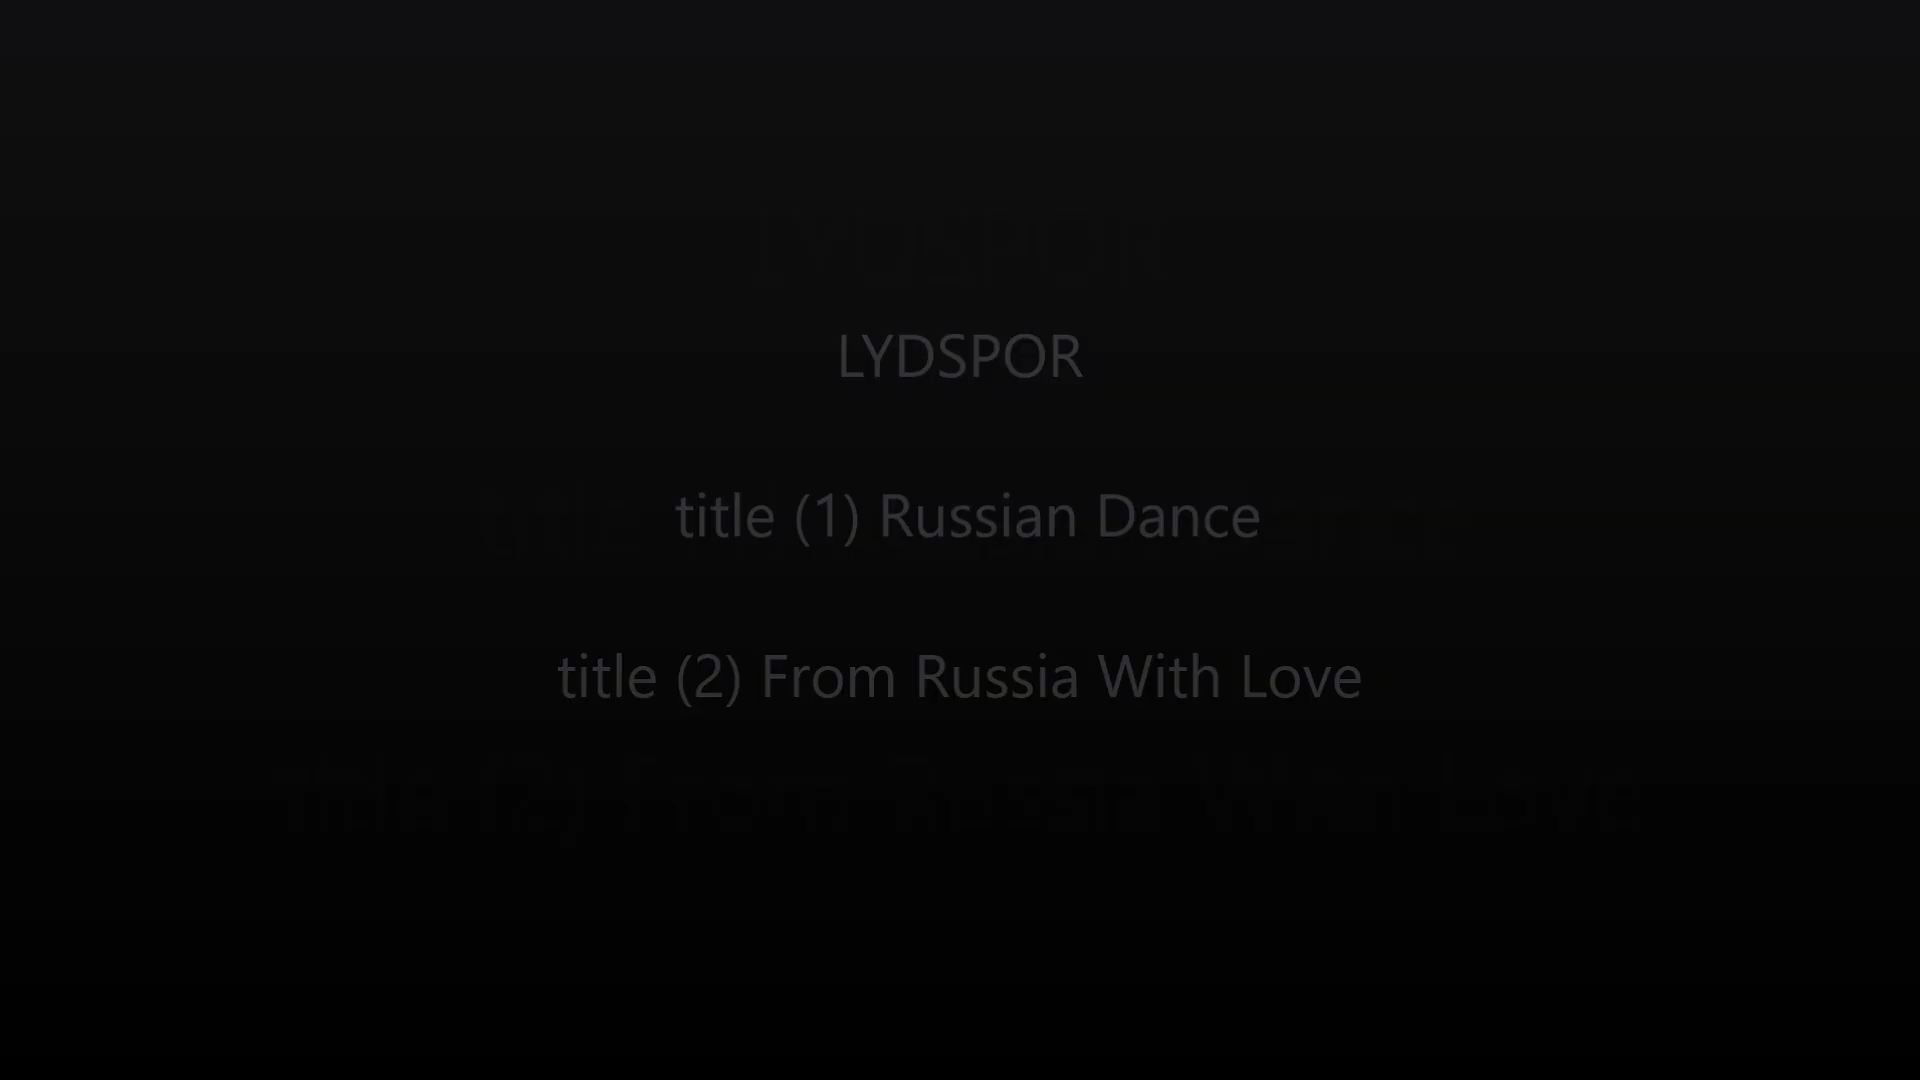 LYDSPOR
title (1) Russian Dance
title (2) From Russia With Love